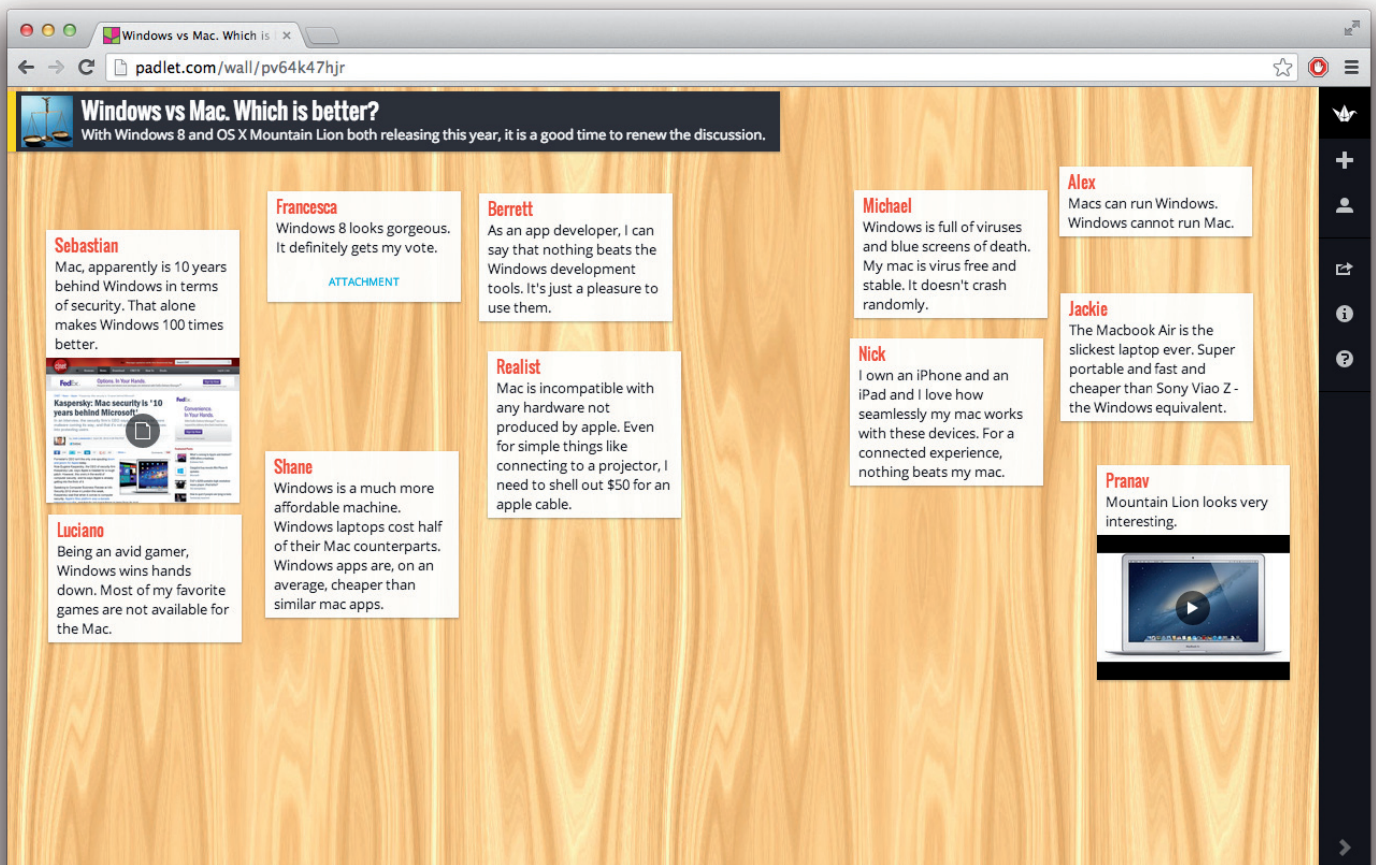 Windows vs Mac. Which is
padlet.com/wall/pv64k47hjr
Windows vs Mac. Which is better?
With Windows 8 and OS X Mountain Lion both releasing this year, it is a good time to renew the discussion.
Sebastian
Mac, apparently is 10 years
behind Windows in terms
of security. That alone
makes Windows 100 times
better.
FedEx
Options. In Your Hands.
Kaspersky: Mac security is '10
years behind Microsoft'
FedEx
Convenience.
In Your Hands.
Luciano
Being an avid gamer,
Windows wins hands
down. Most of my favorite
games are not available for
the Mac.
Francesca
Windows 8 looks gorgeous.
It definitely gets my vote.
ATTACHMENT
Shane
Windows is a much more
affordable machine.
Windows laptops cost half
of their Mac counterparts.
Windows apps are, on an
average, cheaper than
similar mac apps.
Berrett
As an app developer, I can
say that nothing beats the
Windows development
tools. It's just a pleasure to
use them.
Realist
Mac is incompatible with
any hardware not
produced by apple. Even
for simple things like
connecting to a projector, I
need to shell out $50 for an
apple cable.
Michael
Windows is full of viruses
and blue screens of death.
My mac is virus free and
stable. It doesn't crash
randomly.
Nick
I own an iPhone and an
iPad and I love how
seamlessly my mac works
with these devices. For a
connected experience,
nothing beats my mac.
Alex
Macs can run Windows.
Windows cannot run Mac.
Jackie
The Macbook Air is the
slickest laptop ever. Super
portable and fast and
cheaper than Sony Viao Z -
the Windows equivalent.
Pranav
Mountain Lion looks very
interesting.